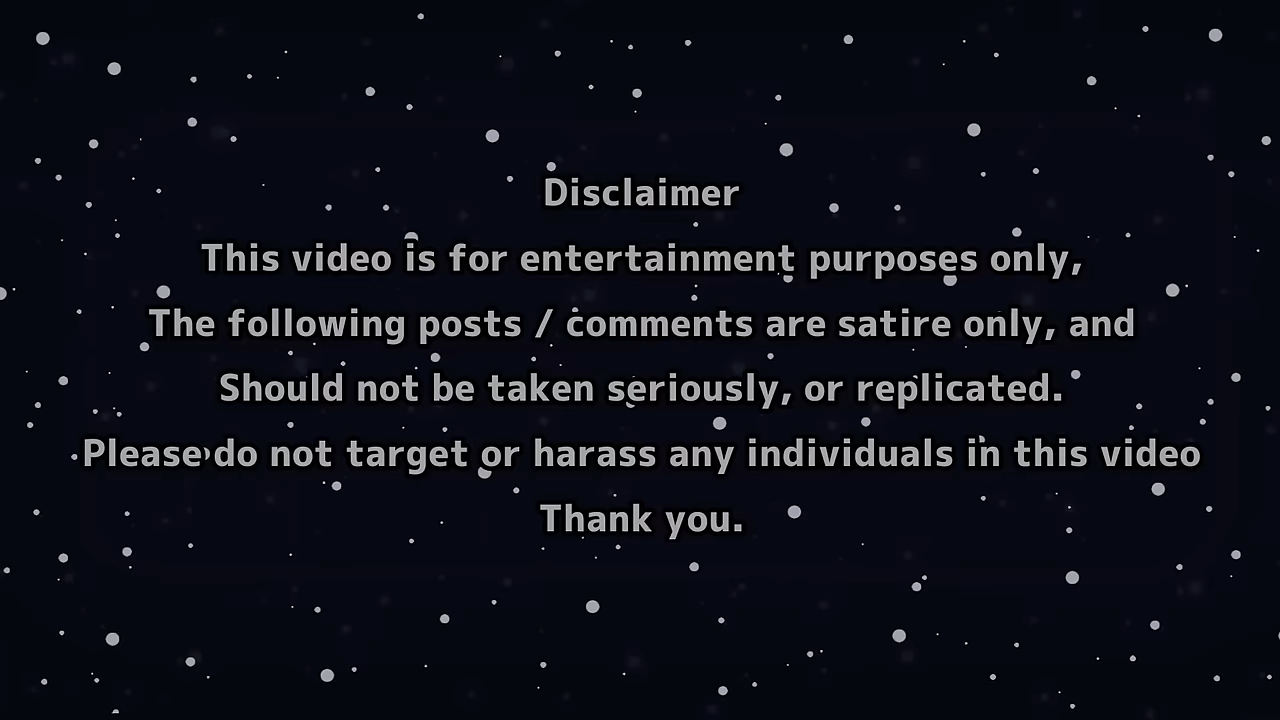 Disclaimer
This video is for entertainment purposes only,
The following posts / comments are satire only, and
Should not be taken seriously, or replicated.
Please do not target or harass any individuals in this video
Thank you.